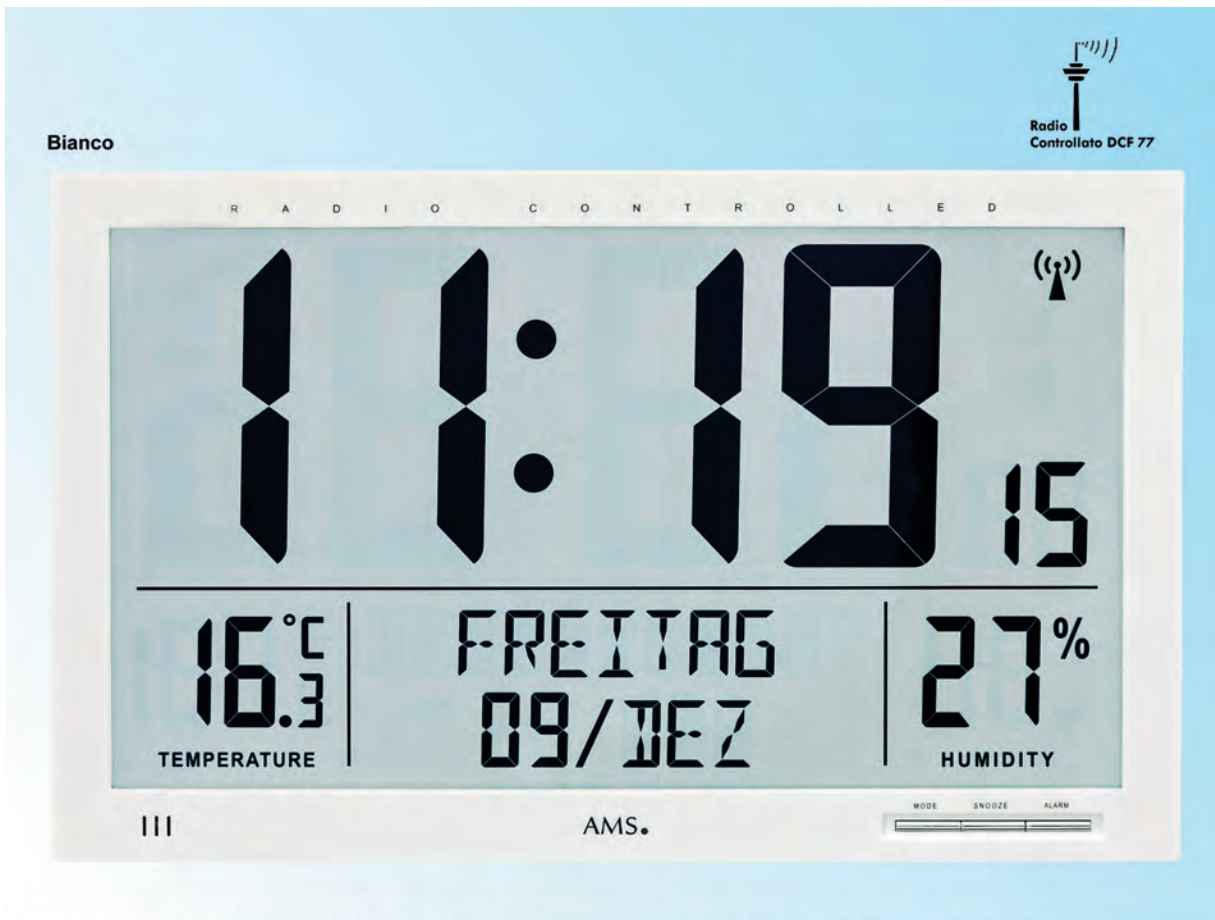 Radio
Controllato DCF 77
Bianco
RADIO CONTROLLED
11:19 15
16.3 °C
TEMPERATURE
FREITAG
09/DEZ
27%
HUMIDITY
MODE SNOOZE ALARM
AMS.